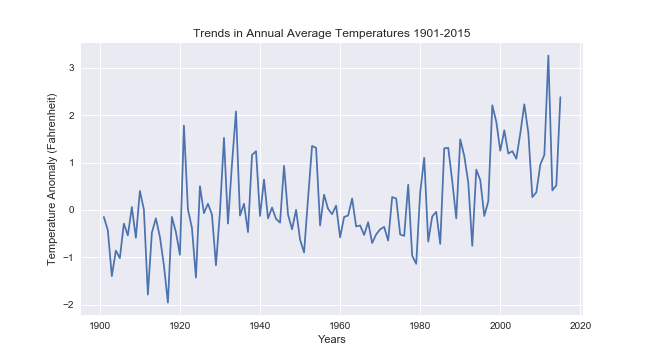 Trends in Annual Average Temperatures 1901-2015
Temperature Anomaly (Fahrenheit)
3
2
1
0
−1
−2
1900 1920 1940 1960 1980 2000 2020
Years